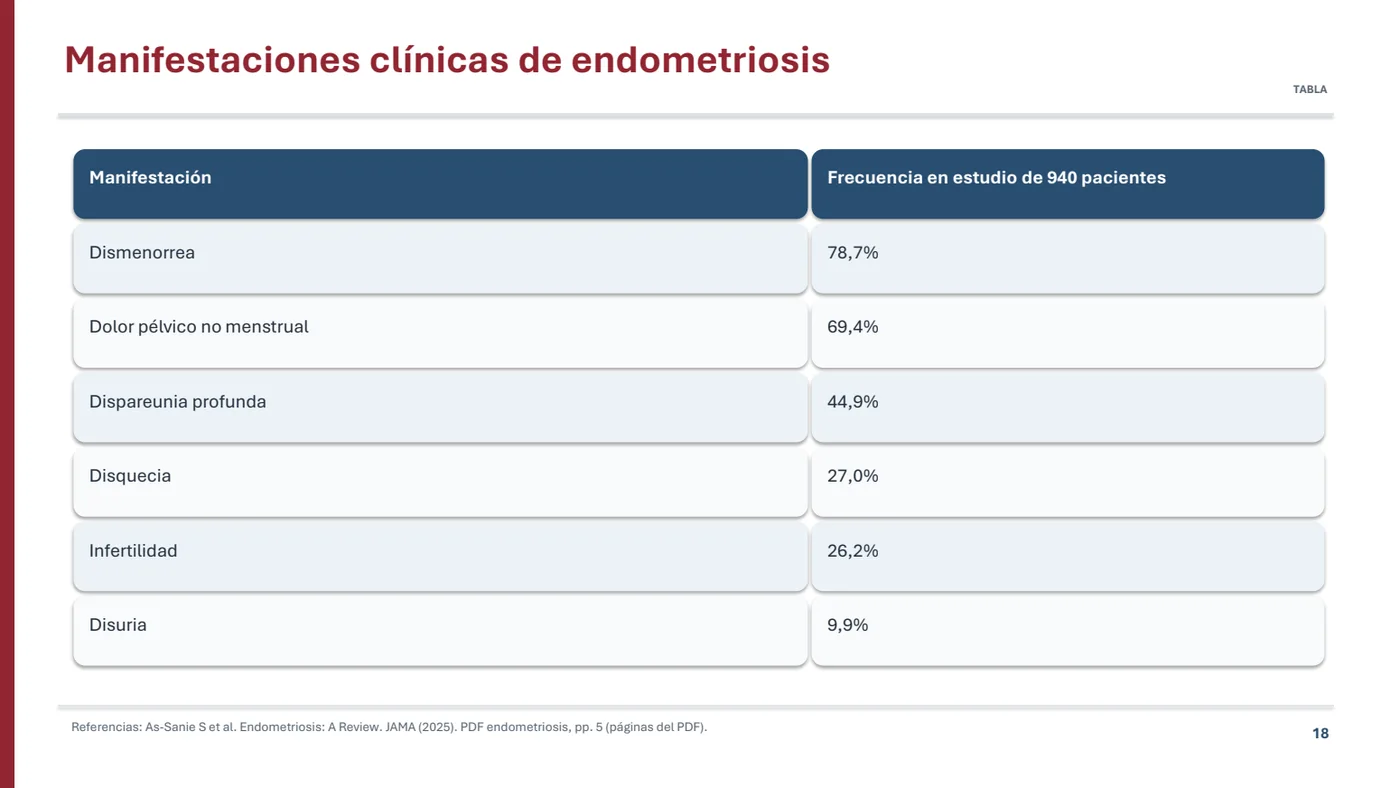 Manifestaciones clínicas de endometriosis
TABLA
Manifestación
Frecuencia en estudio de 940 pacientes
Dismenorrea
78,7%
Dolor pélvico no menstrual
69,4%
Dispareunia profunda
44,9%
Disquecia
27,0%
Infertilidad
26,2%
Disuria
9,9%
Referencias: As-Sanie S et al. Endometriosis: A Review. JAMA (2025). PDF endometriosis, pp. 5 (páginas del PDF).
18